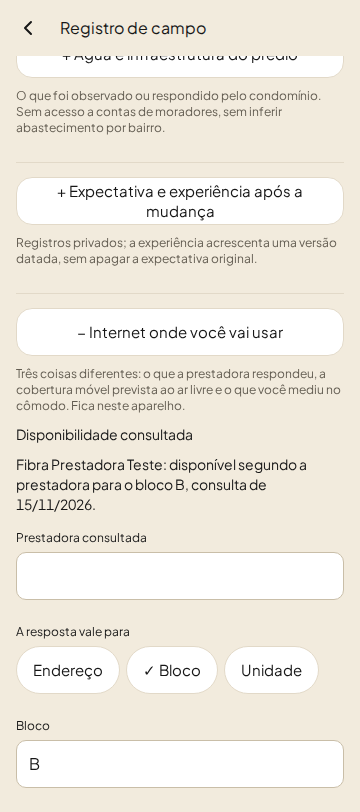 Registro de campo
+ Água e infraestrutura do prédio
O que foi observado ou respondido pelo condomínio.
Sem acesso a contas de moradores, sem inferir
abastecimento por bairro.
+ Expectativa e experiência após a
mudança
Registros privados; a experiência acrescenta uma versão
datada, sem apagar a expectativa original.
– Internet onde você vai usar
Três coisas diferentes: o que a prestadora respondeu, a
cobertura móvel prevista ao ar livre e o que você mediu no
cômodo. Fica neste aparelho.
Disponibilidade consultada
Fibra Prestadora Teste: disponível segundo a
prestadora para o bloco B, consulta de
15/11/2026.
Prestadora consultada
A resposta vale para
Endereço
✓ Bloco
Unidade
Bloco
B